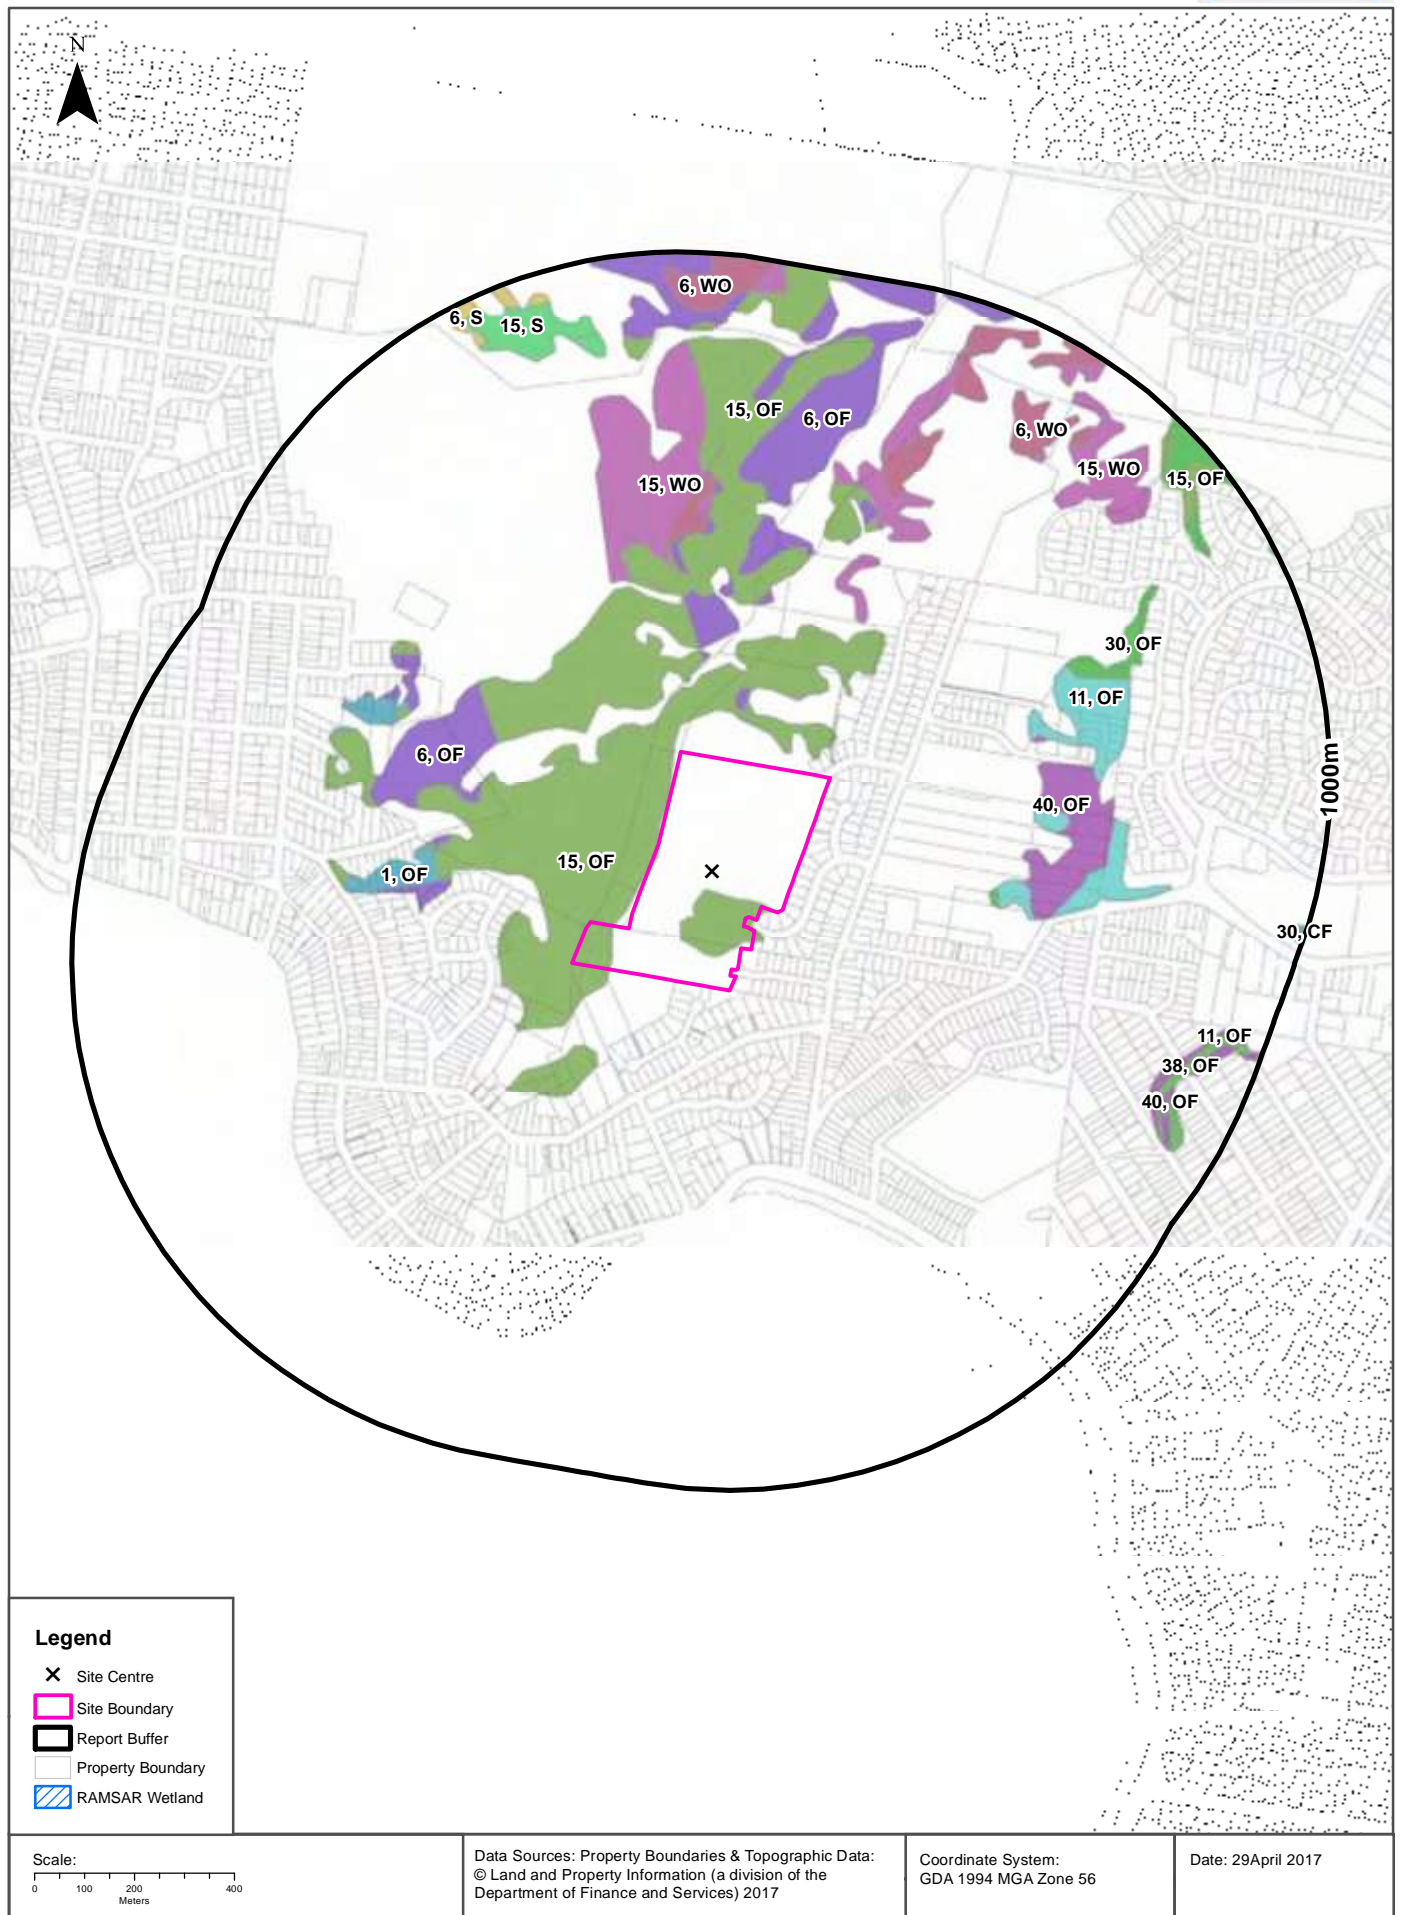 N
6, WO
6, S
15, S
15, OF
6, OF
6, WO
15, WO
15, OF
15, WO
30, OF
11, OF
6, OF
1000m
40, OF
15, OF
1, OF
30, CF
11, OF
38, OF
40, OF
Legend
Site Centre
Site Boundary
Report Buffer
Property Boundary
RAMSAR Wetland
Scale:
0 100 200 400
Meters
Data Sources: Property Boundaries & Topographic Data:
© Land and Property Information (a division of the
Department of Finance and Services) 2017
Coordinate System:
GDA 1994 MGA Zone 56
Date: 29April 2017